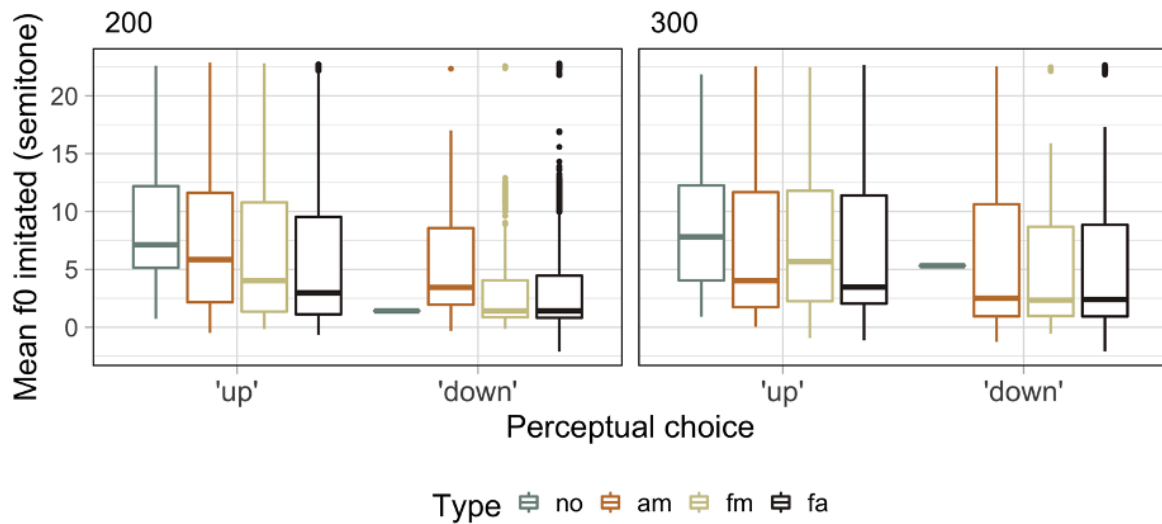 200 300
Mean f0 imitated (semitone)
20
15
10
5
0
'up' 'down' 'up' 'down'
Perceptual choice
Type no am fm fa